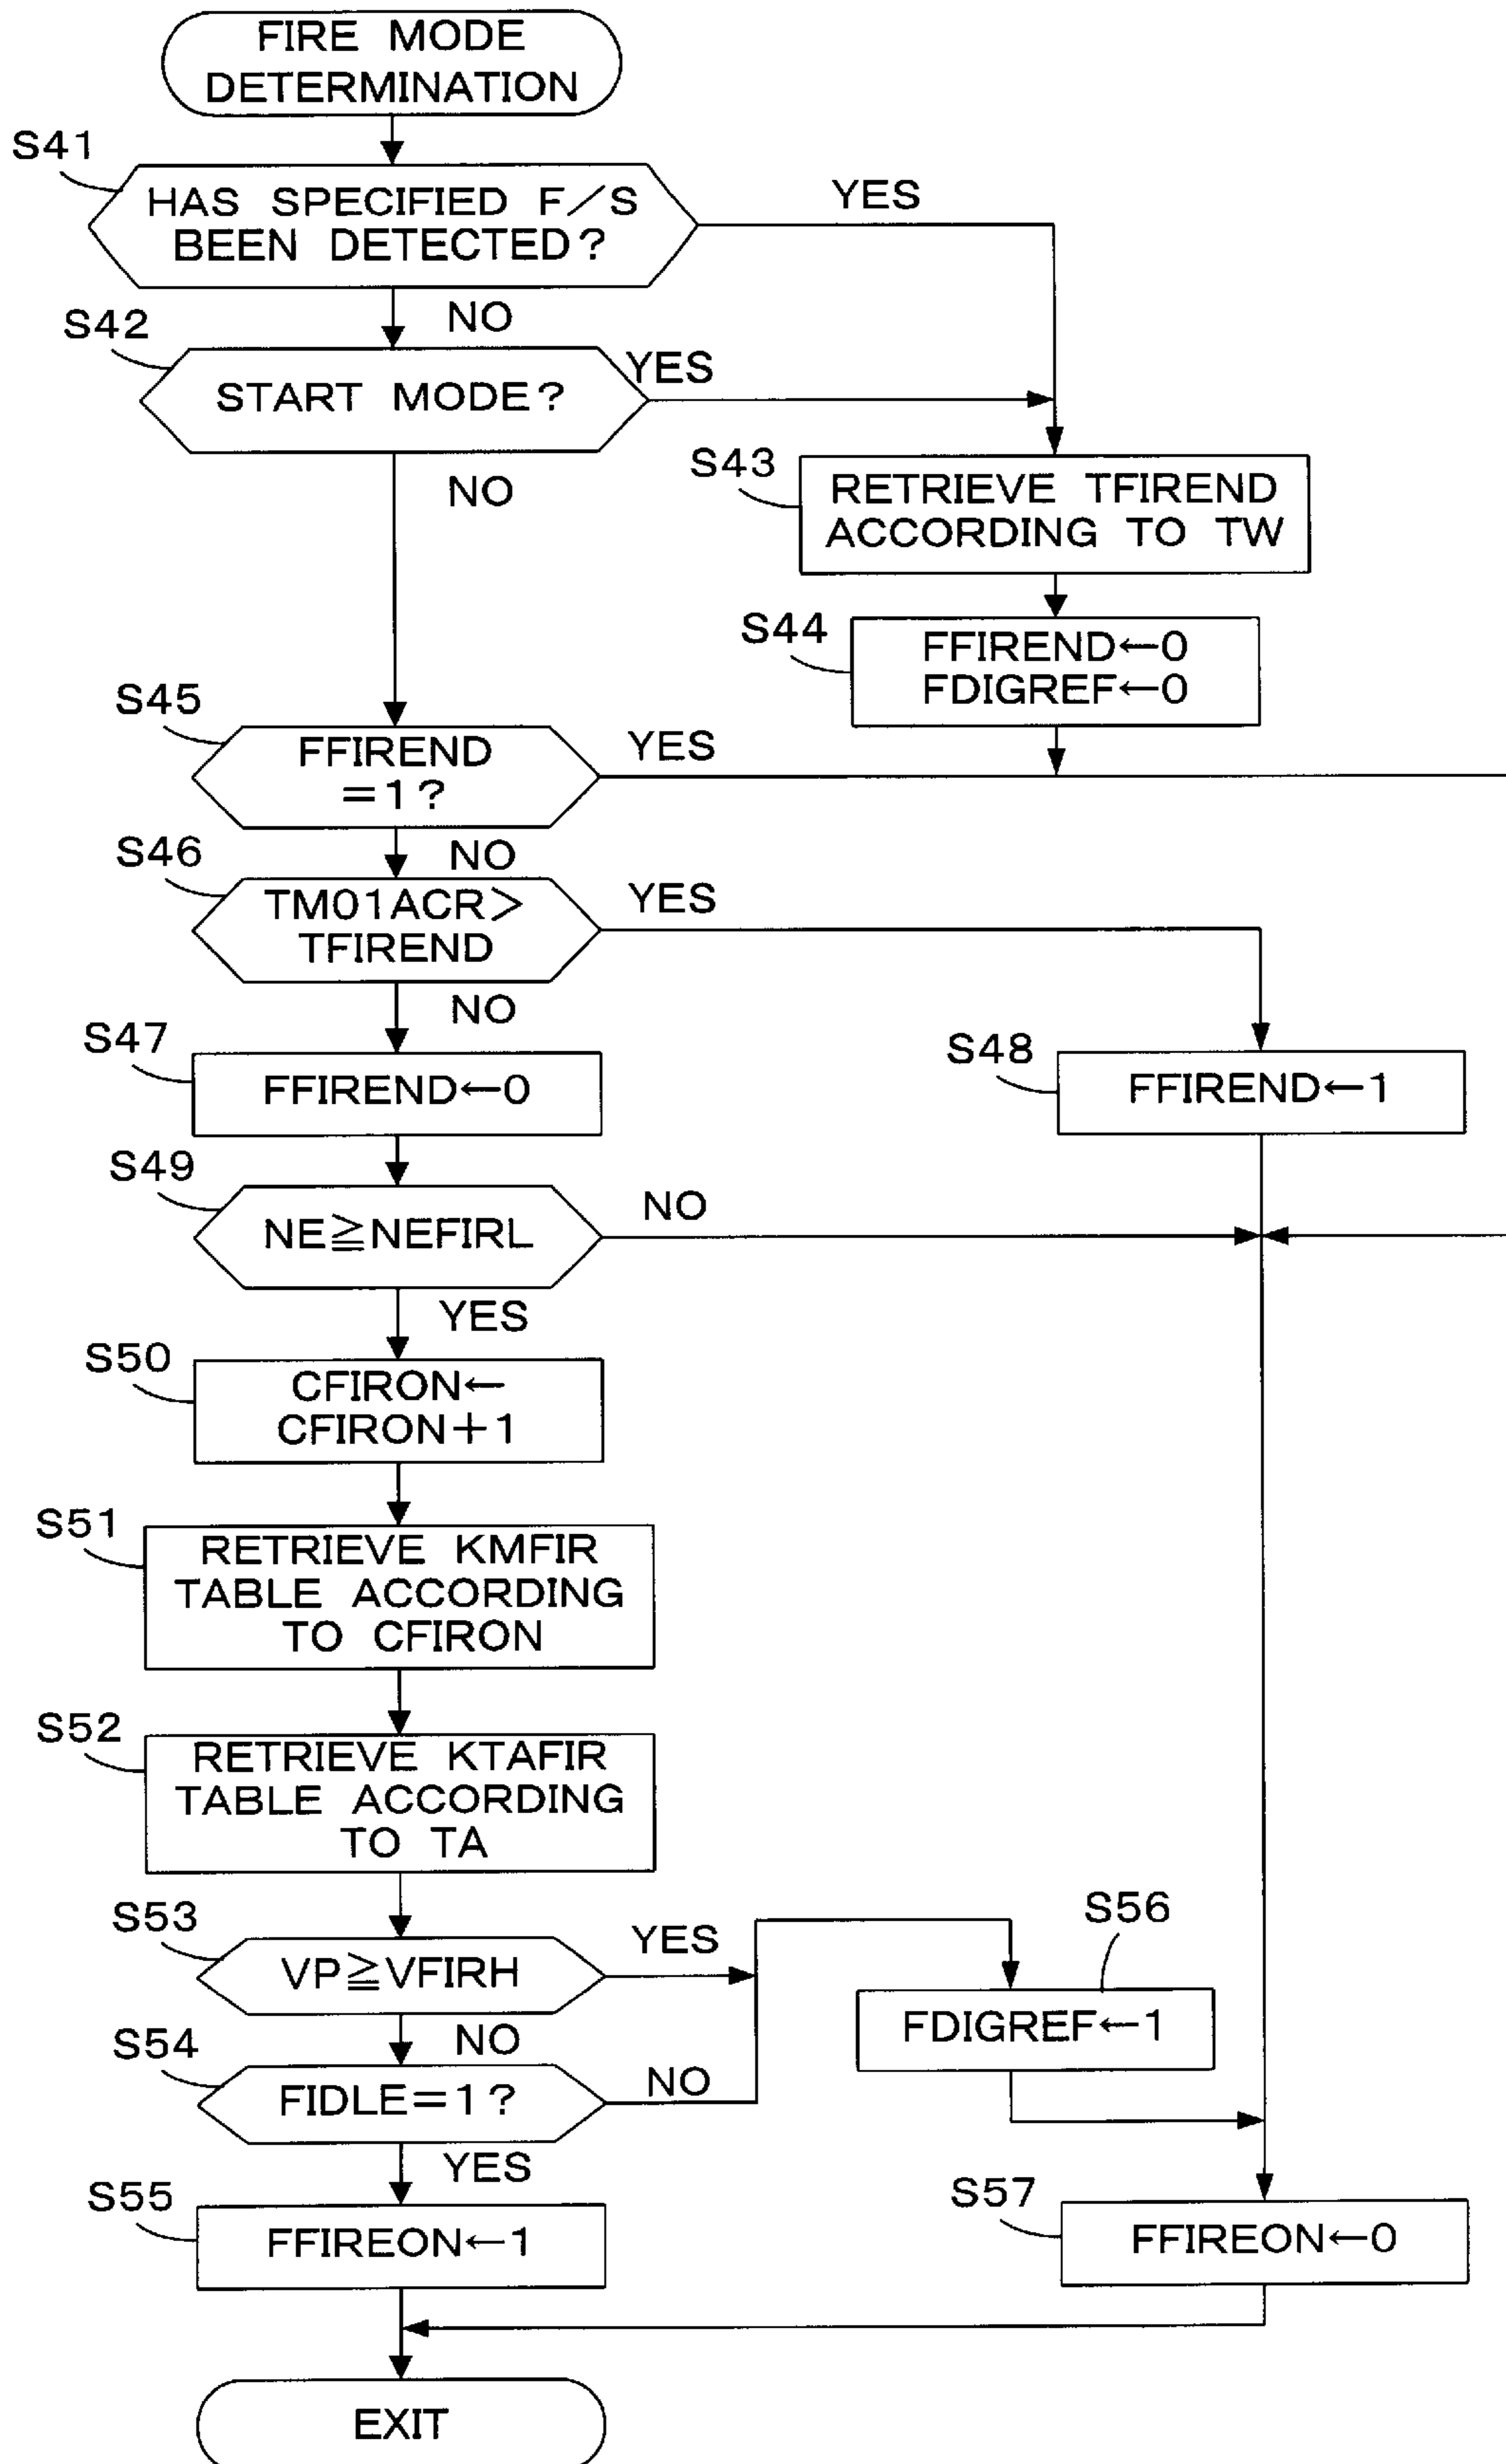 FIRE MODE
DETERMINATION
S41
HAS SPECIFIED F/S
BEEN DETECTED?
YES
NO
S42
START MODE?
YES
NO
S43
RETRIEVE TFIREND
ACCORDING TO TW
S44
FFIREND←0
FDIGREF←0
S45
FFIREND
=1?
YES
NO
S46
TM01ACR>
TFIREND
YES
NO
S47
FFIREND←0
S48
FFIREND←1
S49
NE≧NEFIRL
NO
YES
S50
CFIRON←
CFIRON+1
S51
RETRIEVE KMFIR
TABLE ACCORDING
TO CFIRON
S52
RETRIEVE KTAFIR
TABLE ACCORDING
TO TA
S53
VP≧VFIRH
YES
NO
S56
FDIGREF←1
S54
FIDLE=1?
NO
YES
S55
FFIREON←1
S57
FFIREON←0
EXIT